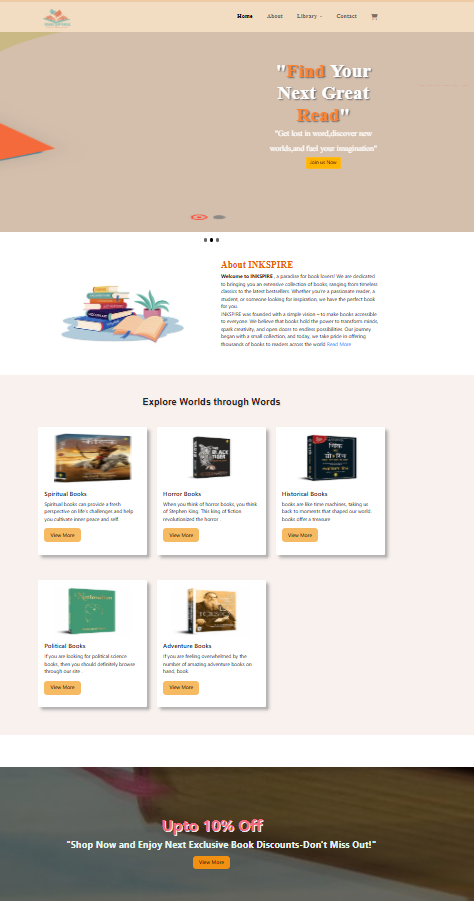 Home About Library Contact
"Find Your
Next Great
Read"
"Get lost in word,discover new
worlds,and fuel your imagination"
Join us Now
About INKSPIRE
Welcome to INKSPIRE , a paradise for book lovers! We are dedicated
to bringing you an extensive collection of books, ranging from timeless
classics to the latest bestsellers. Whether you're a passionate reader, a
student, or someone looking for inspiration, we have the perfect book
for you.
INKSPIRE was founded with a simple vision – to make books accessible
to everyone. We believe that books hold the power to transform minds,
spark creativity, and open doors to endless possibilities. Our journey
began with a small collection, and today, we take pride in offering
thousands of books to readers across the world Read More
Explore Worlds through Words
BLACK
TIGER
Spiritual Books
Spiritual books can provide a fresh
perspective on life's challenges and help
you cultivate inner peace and self.
View More
Horror Books
When you think of horror books, you think
of Stephen King. This king of fiction
revolutionized the horror .
View More
Historical Books
books are like time machines, taking us
back to moments that shaped our world.
books offer a treasure
View More
Political Books
If you are looking for political science
books, then you should definitely browse
through our site .
View More
Adventure Books
If you are feeling overwhelmed by the
number of amazing adventure books on
hand, book.
View More
Upto 10% Off
"Shop Now and Enjoy Next Exclusive Book Discounts-Don't Miss Out!"
View More